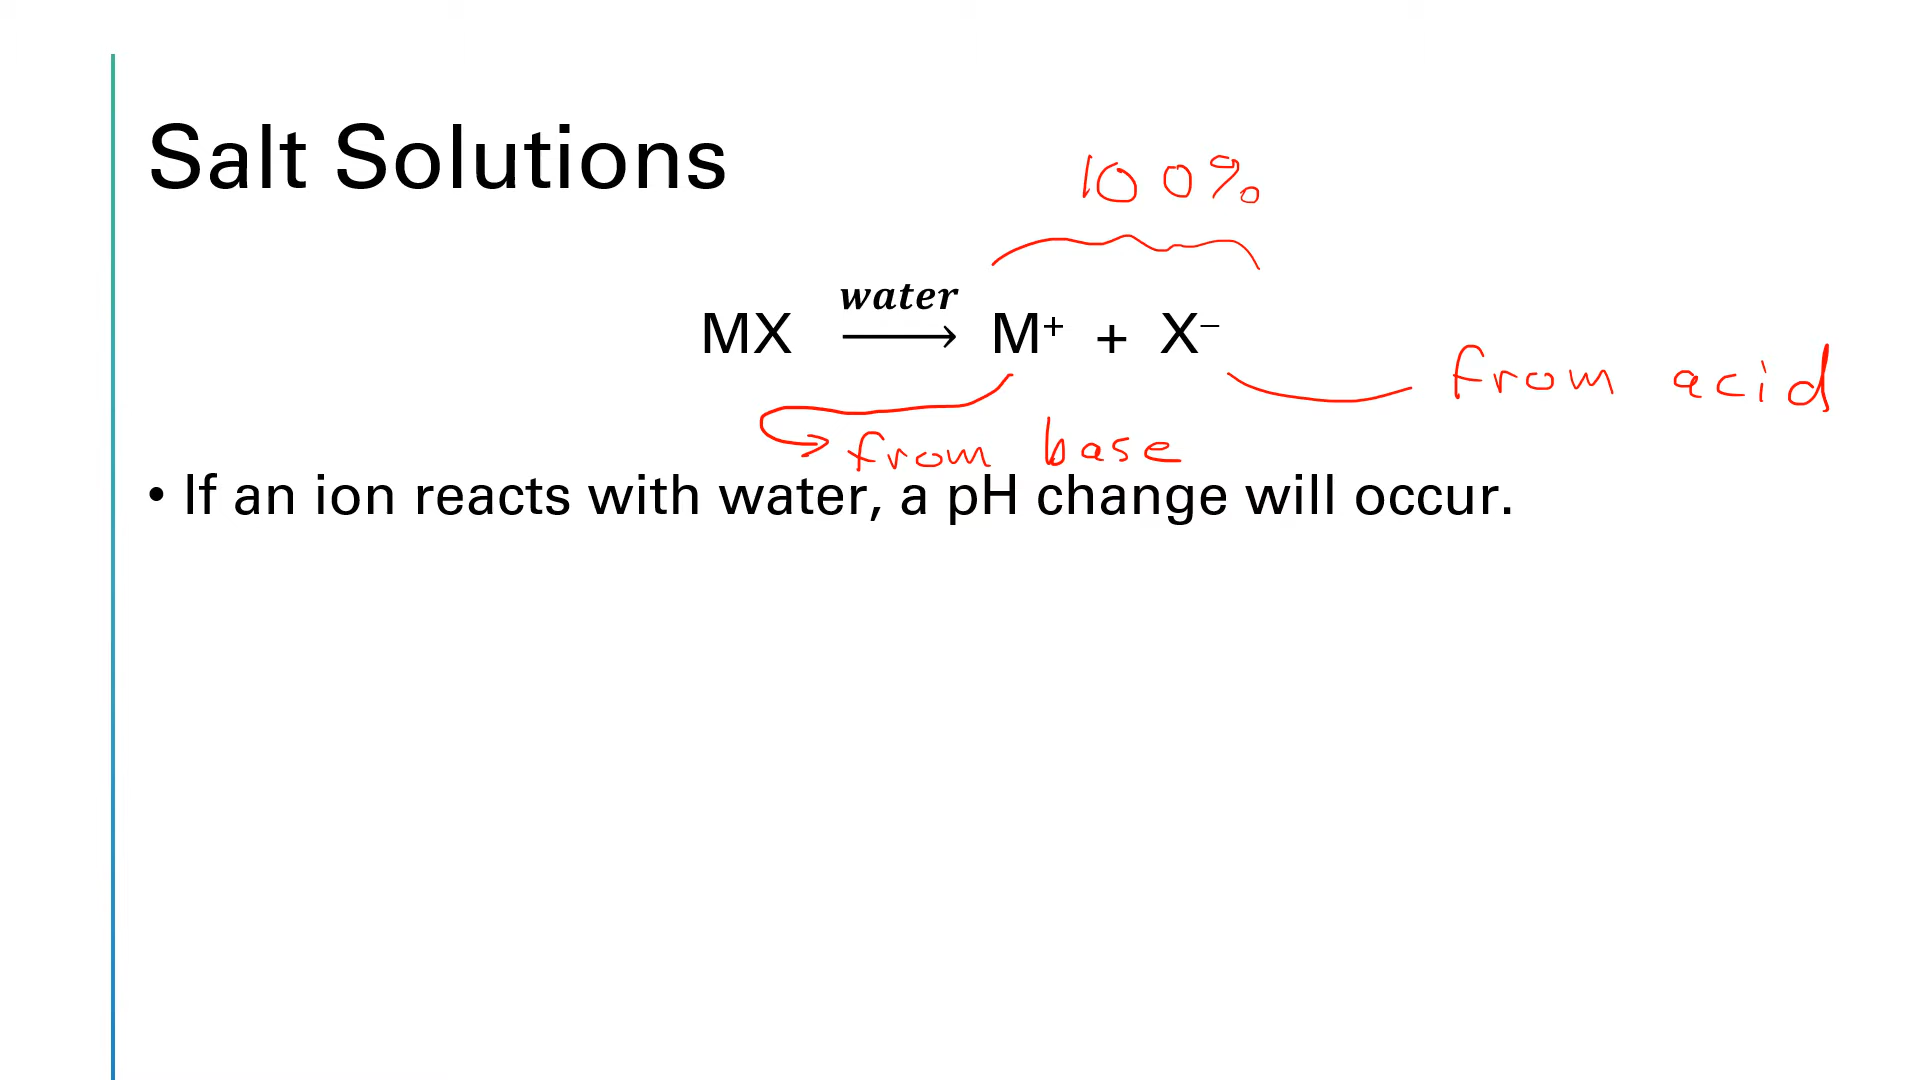 Salt Solutions
100%
water
MX ⟶ M⁺ + X⁻
from acid
from base
• If an ion reacts with water, a pH change will occur.